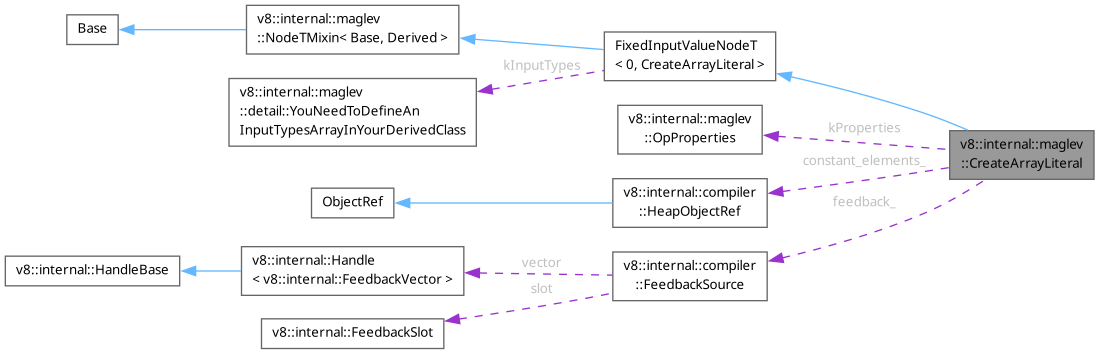 Base
v8::internal::maglev
::NodeTMixin< Base, Derived >
FixedInputValueNodeT
< 0, CreateArrayLiteral >
kInputTypes
v8::internal::maglev
::detail::YouNeedToDefineAn
InputTypesArrayInYourDerivedClass
v8::internal::maglev
::OpProperties
kProperties
v8::internal::maglev
::CreateArrayLiteral
constant_elements_
ObjectRef
v8::internal::compiler
::HeapObjectRef
feedback_
v8::internal::HandleBase
v8::internal::Handle
< v8::internal::FeedbackVector >
vector
v8::internal::compiler
::FeedbackSource
slot
v8::internal::FeedbackSlot